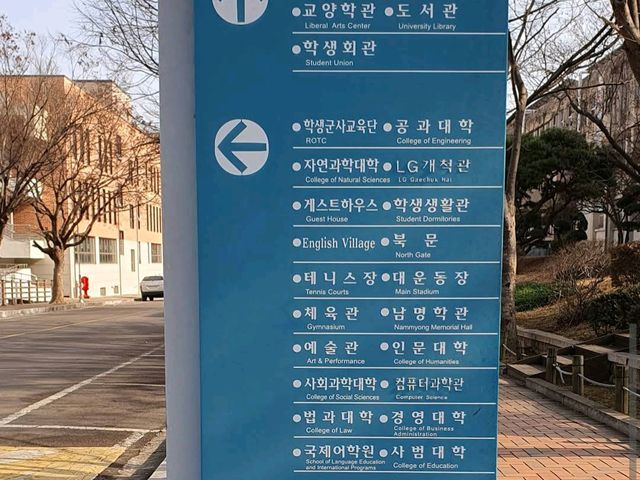 교양학관 도서관
Liberal Arts Center University Library
학생회관
Student Union
학생군사교육단 공과대학
ROTC College of Engineering
자연과학대학 LG개척관
College of Natural Sciences LG Gaechuk Hall
게스트하우스 학생생활관
Guest House Student Dormitories
English Village 북문
North Gate
테니스장 대운동장
Tennis Courts Main Stadium
체육관 남명학관
Gymnasium Nammyong Memorial Hall
예술관 인문대학
Art & Performance College of Humanities
사회과학대학 컴퓨터과학관
College of Social Sciences Computer Science
법과대학 경영대학
College of Law College of Business
Administration
국제어학원 사범대학
School of Language Education College of Education
and International Programs